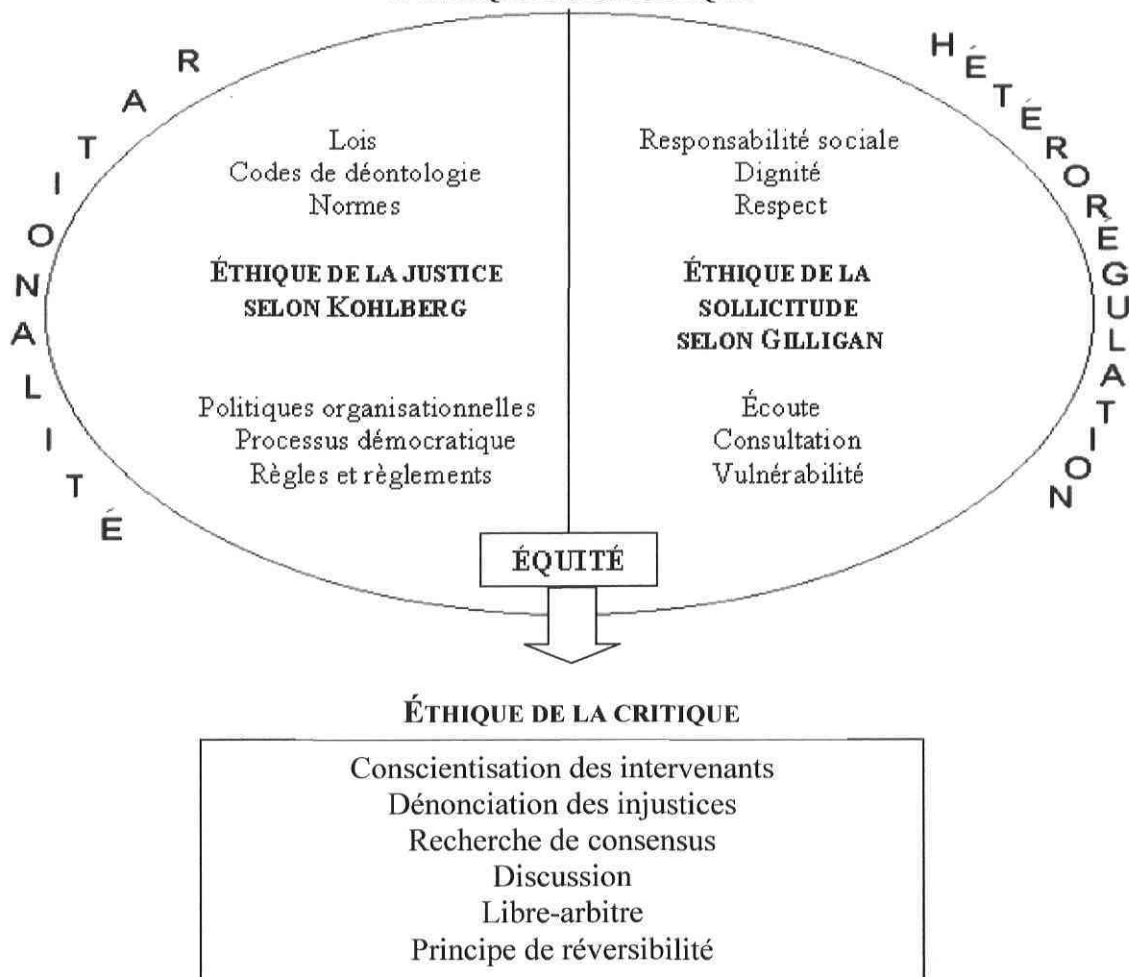 RATIONALITÉ
HÉTÉRORÉGULATION
Lois
Codes de déontologie
Normes
ÉTHIQUE DE LA JUSTICE
SELON KOHLBERG
Politiques organisationnelles
Processus démocratique
Règles et règlements
Responsabilité sociale
Dignité
Respect
ÉTHIQUE DE LA
SOLLICITUDE
SELON GILLIGAN
Écoute
Consultation
Vulnérabilité
ÉQUITÉ
ÉTHIQUE DE LA CRITIQUE
Conscientisation des intervenants
Dénonciation des injustices
Recherche de consensus
Discussion
Libre-arbitre
Principe de réversibilité